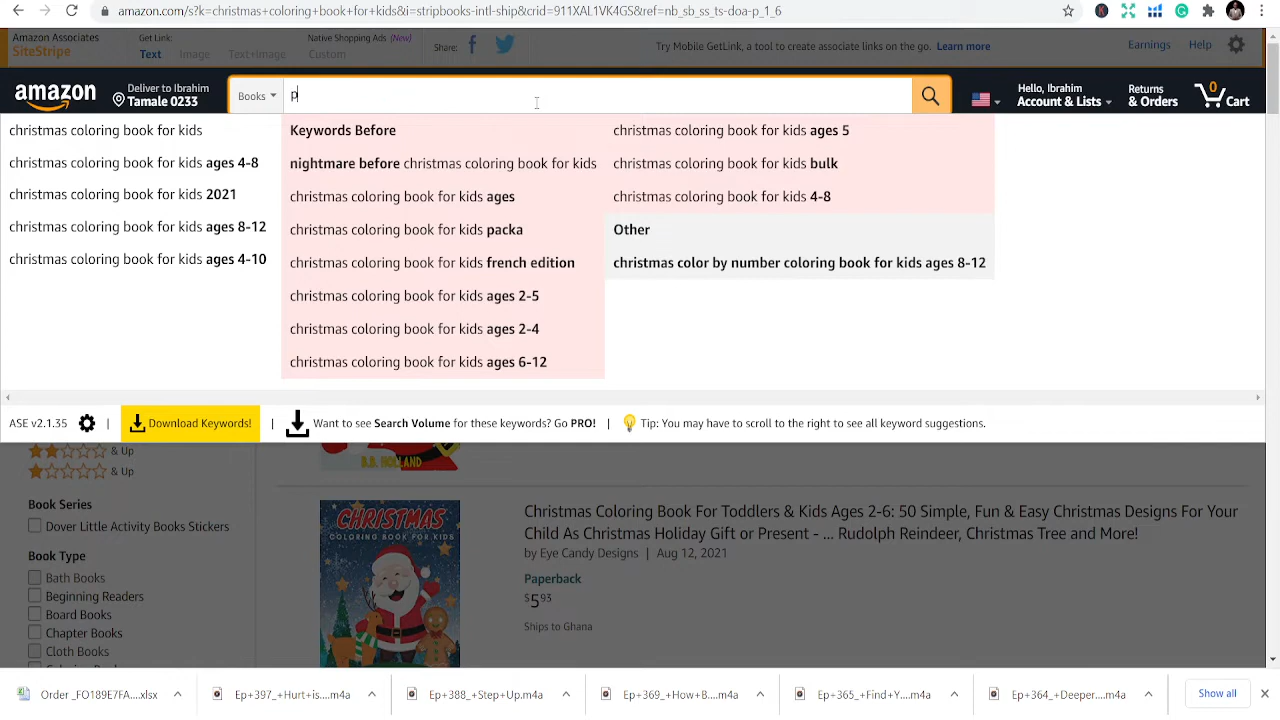 amazon.com/s?k=christmas+coloring+book+for+kids&i=stripbooks-intl-ship&crid=911XAL1VK4GS&ref=nb_sb_ss_ts-doa-p_1_6
Amazon Associates
SiteStripe
Get Link:
Text Image Text+Image
Native Shopping Ads (New)
Custom
Share:
Try Mobile GetLink, a tool to create associate links on the go. Learn more
Earnings Help
amazon
Deliver to Ibrahim
Tamale 0233
Books
p
Hello, Ibrahim
Account & Lists
Returns
& Orders
0
Cart
christmas coloring book for kids
christmas coloring book for kids ages 4-8
christmas coloring book for kids 2021
christmas coloring book for kids ages 8-12
christmas coloring book for kids ages 4-10
Keywords Before
nightmare before christmas coloring book for kids
christmas coloring book for kids ages
christmas coloring book for kids packa
christmas coloring book for kids french edition
christmas coloring book for kids ages 2-5
christmas coloring book for kids ages 2-4
christmas coloring book for kids ages 6-12
christmas coloring book for kids ages 5
christmas coloring book for kids bulk
christmas coloring book for kids 4-8
Other
christmas color by number coloring book for kids ages 8-12
ASE v2.1.35 | Download Keywords! | Want to see Search Volume for these keywords? Go PRO! | Tip: You may have to scroll to the right to see all keyword suggestions.
& Up
& Up
Book Series
Dover Little Activity Books Stickers
Book Type
Bath Books
Beginning Readers
Board Books
Chapter Books
Cloth Books
B.B. HOLLAND
CHRISTMAS
COLORING BOOK FOR KIDS
Christmas Coloring Book For Toddlers & Kids Ages 2-6: 50 Simple, Fun & Easy Christmas Designs For Your
Child As Christmas Holiday Gift or Present - ... Rudolph Reindeer, Christmas Tree and More!
by Eye Candy Designs | Aug 12, 2021
Paperback
$5 93
Ships to Ghana
Order _FO189E7FA....xlsx
Ep+397_+Hurt+is....m4a
Ep+388_+Step+Up.m4a
Ep+369_+How+B....m4a
Ep+365_+Find+Y....m4a
Ep+364_+Deeper....m4a
Show all